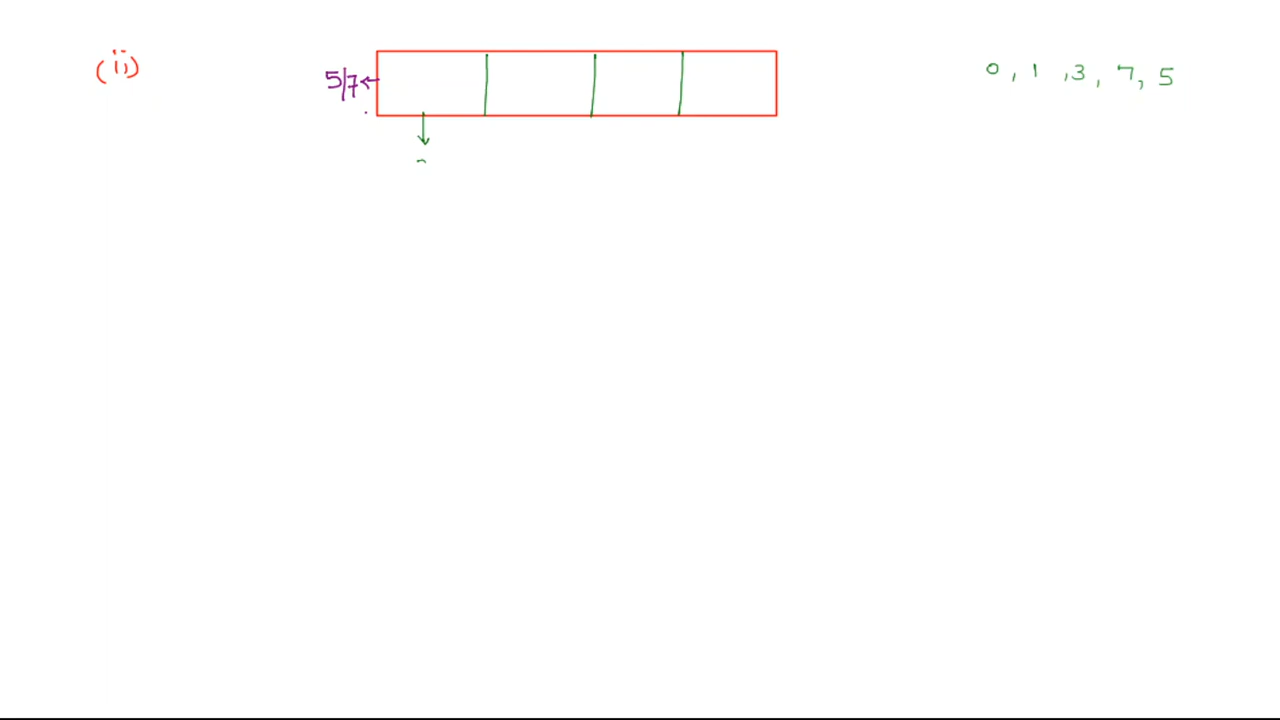 (ii)
5/7
0, 1, 3, 7, 5